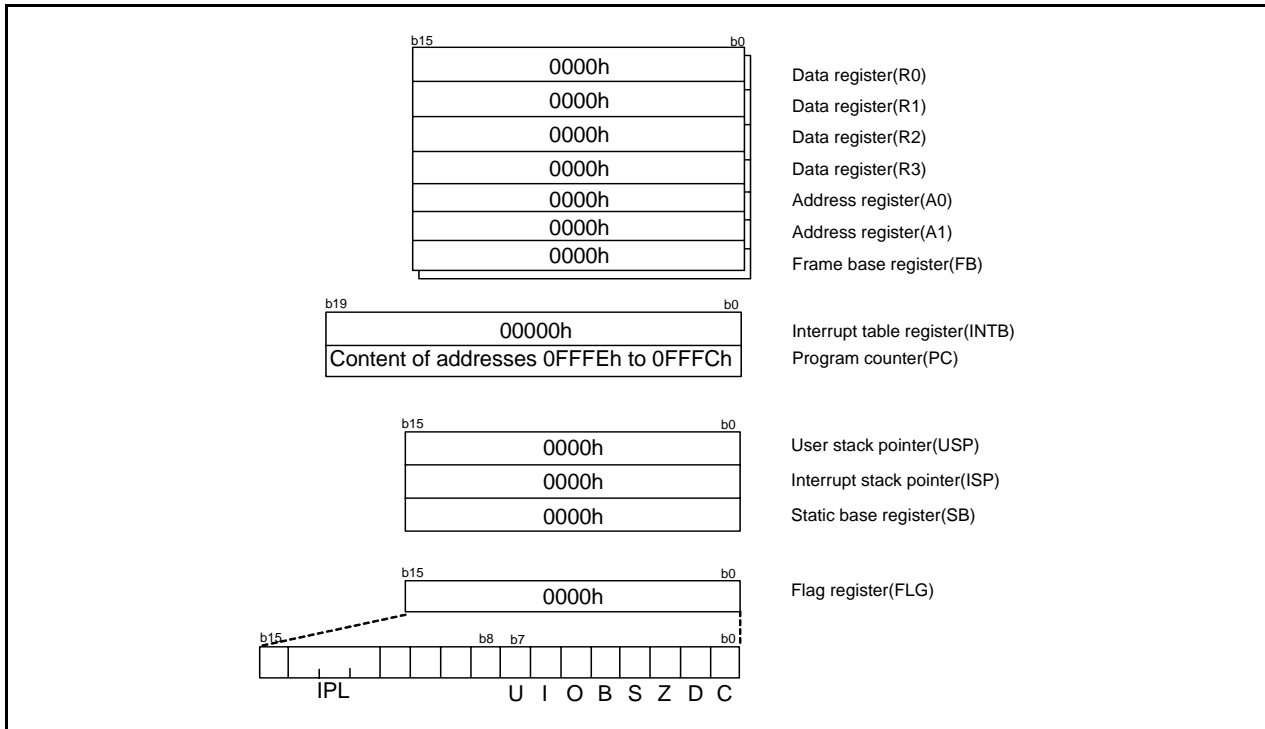 b15 b0
0000h Data register(R0)
0000h Data register(R1)
0000h Data register(R2)
0000h Data register(R3)
0000h Address register(A0)
0000h Address register(A1)
0000h Frame base register(FB)
b19 b0
00000h Interrupt table register(INTB)
Content of addresses 0FFFEh to 0FFFCh Program counter(PC)
b15 b0
0000h User stack pointer(USP)
0000h Interrupt stack pointer(ISP)
0000h Static base register(SB)
b15 b0
0000h Flag register(FLG)
b15 b8 b7 b0
IPL U I O B S Z D C